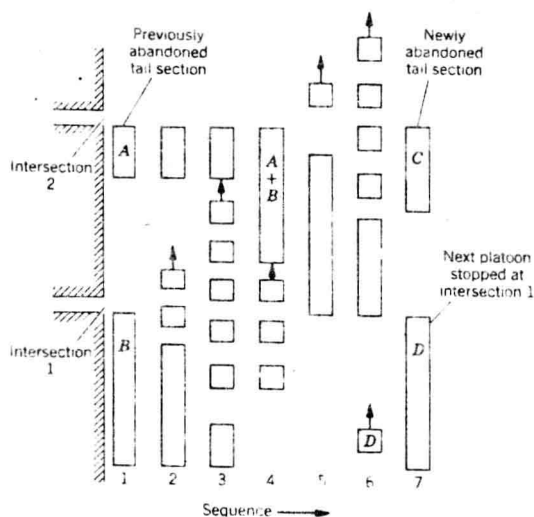 Previously
abandoned
tail section
Newly
abandoned
tail section
A
A
+
B
C
Intersection
2
Next platoon
stopped at
intersection 1
Intersection
1
B
D
D
1 2 3 4 5 6 7
Sequence